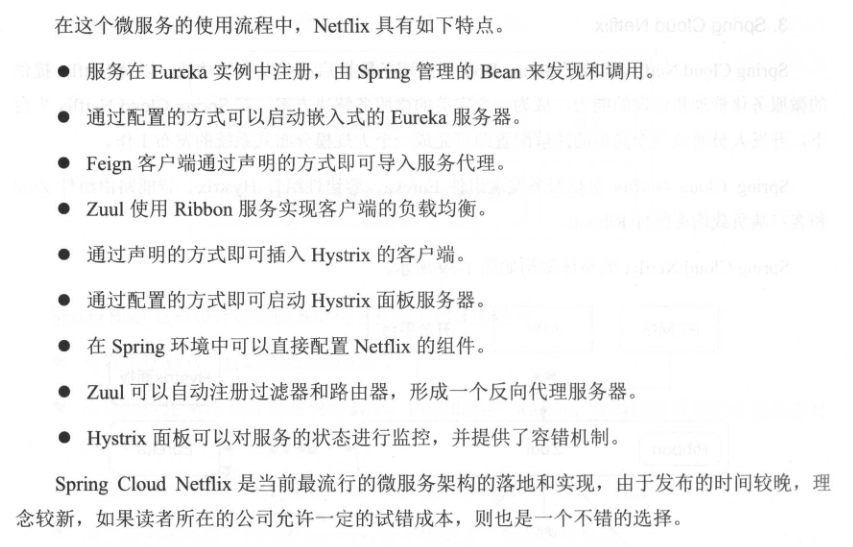 在这个微服务的使用流程中，Netflix 具有如下特点。
● 服务在 Eureka 实例中注册，由 Spring 管理的 Bean 来发现和调用。
● 通过配置的方式可以启动嵌入式的 Eureka 服务器。
● Feign 客户端通过声明的方式即可导入服务代理。
● Zuul 使用 Ribbon 服务实现客户端的负载均衡。
● 通过声明的方式即可插入 Hystrix 的客户端。
● 通过配置的方式即可启动 Hystrix 面板服务器。
● 在 Spring 环境中可以直接配置 Netflix 的组件。
● Zuul 可以自动注册过滤器和路由器，形成一个反向代理服务器。
● Hystrix 面板可以对服务的状态进行监控，并提供了容错机制。
Spring Cloud Netflix 是当前最流行的微服务架构的落地和实现，由于发布的时间较晚，理
念较新，如果读者所在的公司允许一定的试错成本，则也是一个不错的选择。